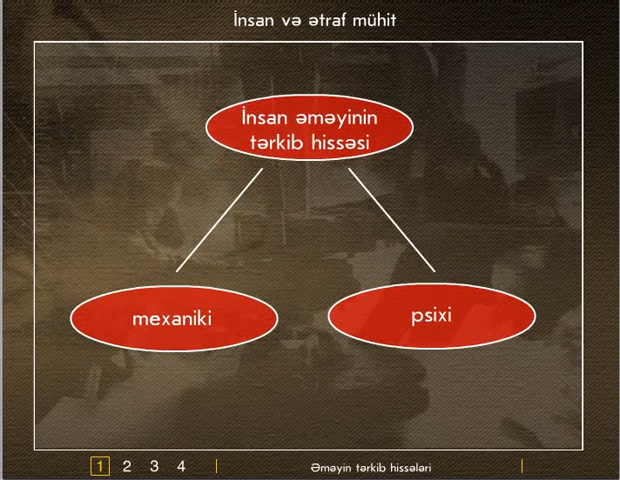 İnsan və ətraf mühit
İnsan əməyinin
tərkib hissəsi
mexaniki
psixi
1 2 3 4
Əməyin tərkib hissələri